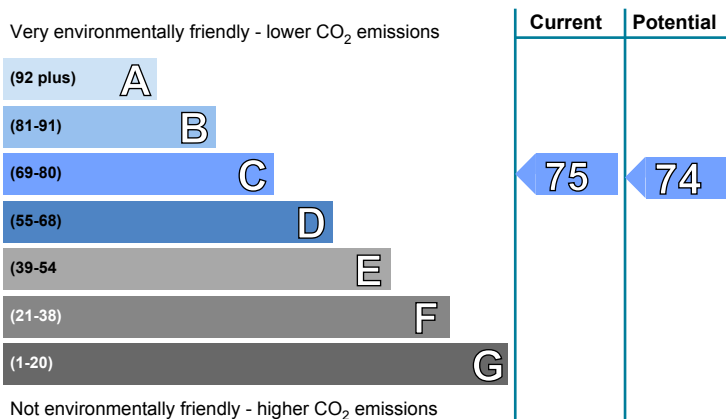 Current Potential
Very environmentally friendly - lower CO2 emissions
(92 plus) A
(81-91) B
(69-80) C 75 74
(55-68) D
(39-54 E
(21-38) F
(1-20) G
Not environmentally friendly - higher CO2 emissions